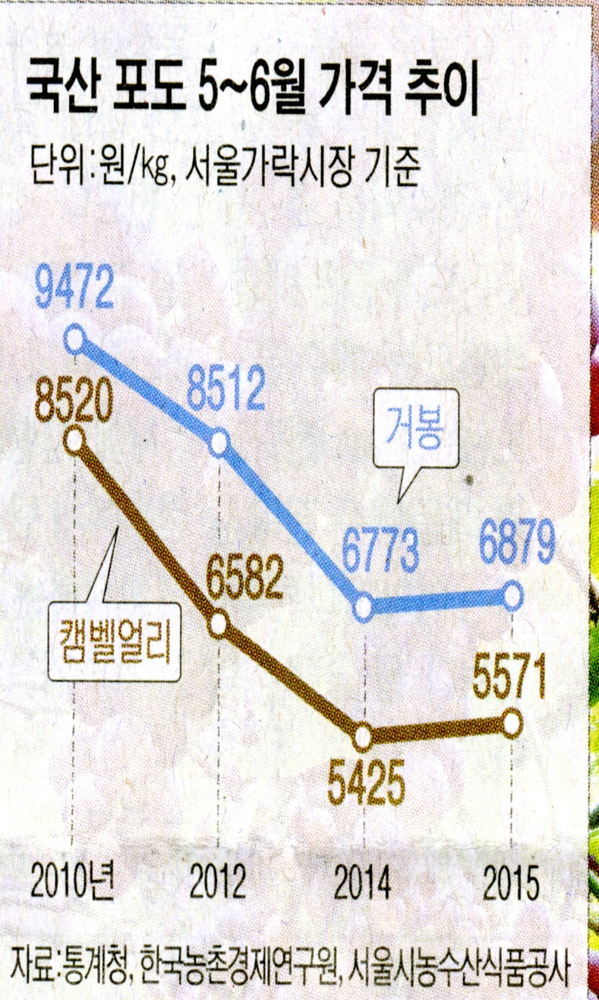 국산 포도 5~6월 가격 추이
단위:원/kg, 서울가락시장 기준
9472
8520
8512
거봉
6773
6879
6582
캠벨얼리
5571
5425
2010년 2012 2014 2015
자료:통계청, 한국농촌경제연구원, 서울시농수산식품공사